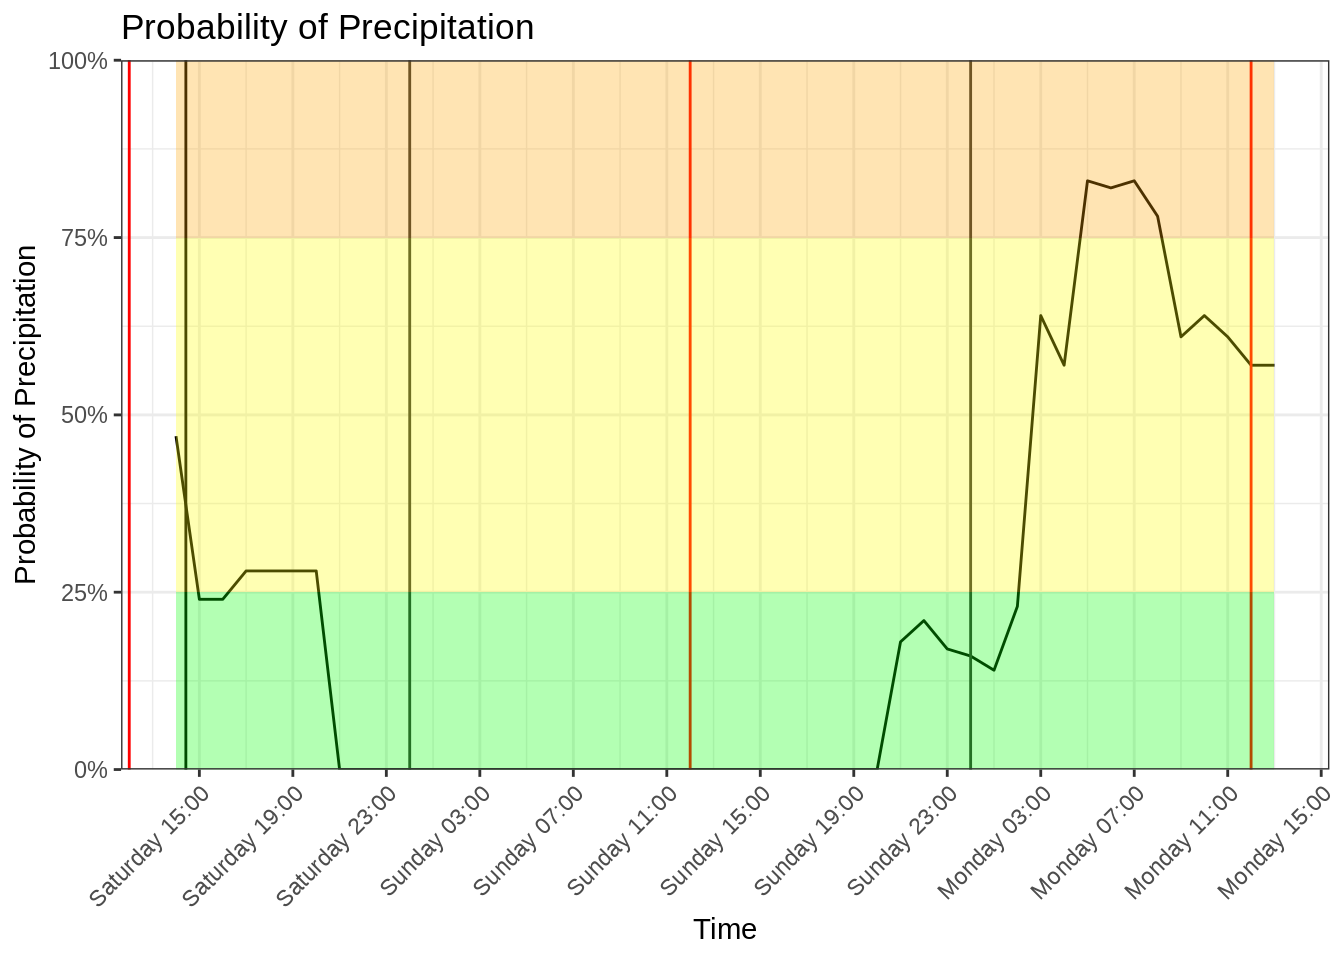 Probability of Precipitation
100%
75%
50%
25%
0%
Probability of Precipitation
Saturday 15:00
Saturday 19:00
Saturday 23:00
Sunday 03:00
Sunday 07:00
Sunday 11:00
Sunday 15:00
Sunday 19:00
Sunday 23:00
Monday 03:00
Monday 07:00
Monday 11:00
Monday 15:00
Time